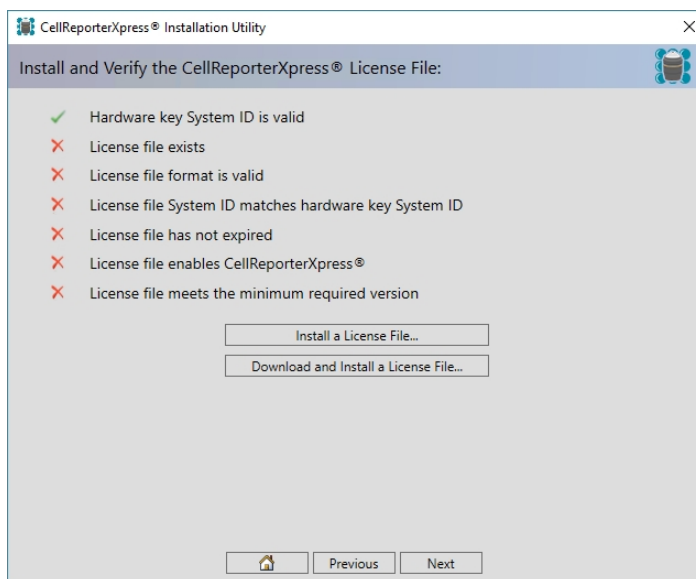 CellReporterXpress® Installation Utility
Install and Verify the CellReporterXpress® License File:
Hardware key System ID is valid
License file exists
License file format is valid
License file System ID matches hardware key System ID
License file has not expired
License file enables CellReporterXpress®
License file meets the minimum required version
Install a License File...
Download and Install a License File...
Previous Next